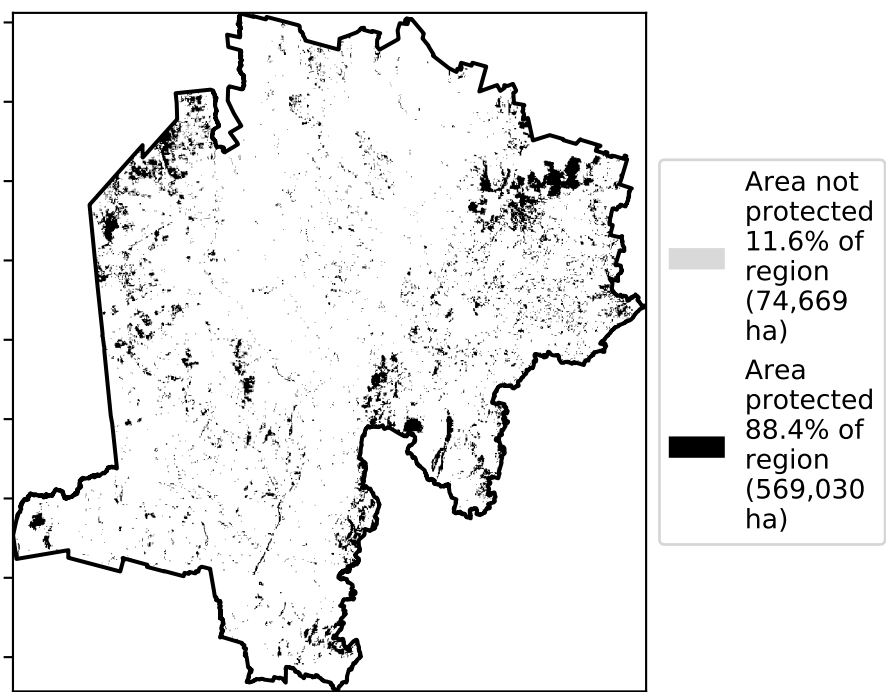 Area not
protected
11.6% of
region
(74,669
ha)
Area
protected
88.4% of
region
(569,030
ha)